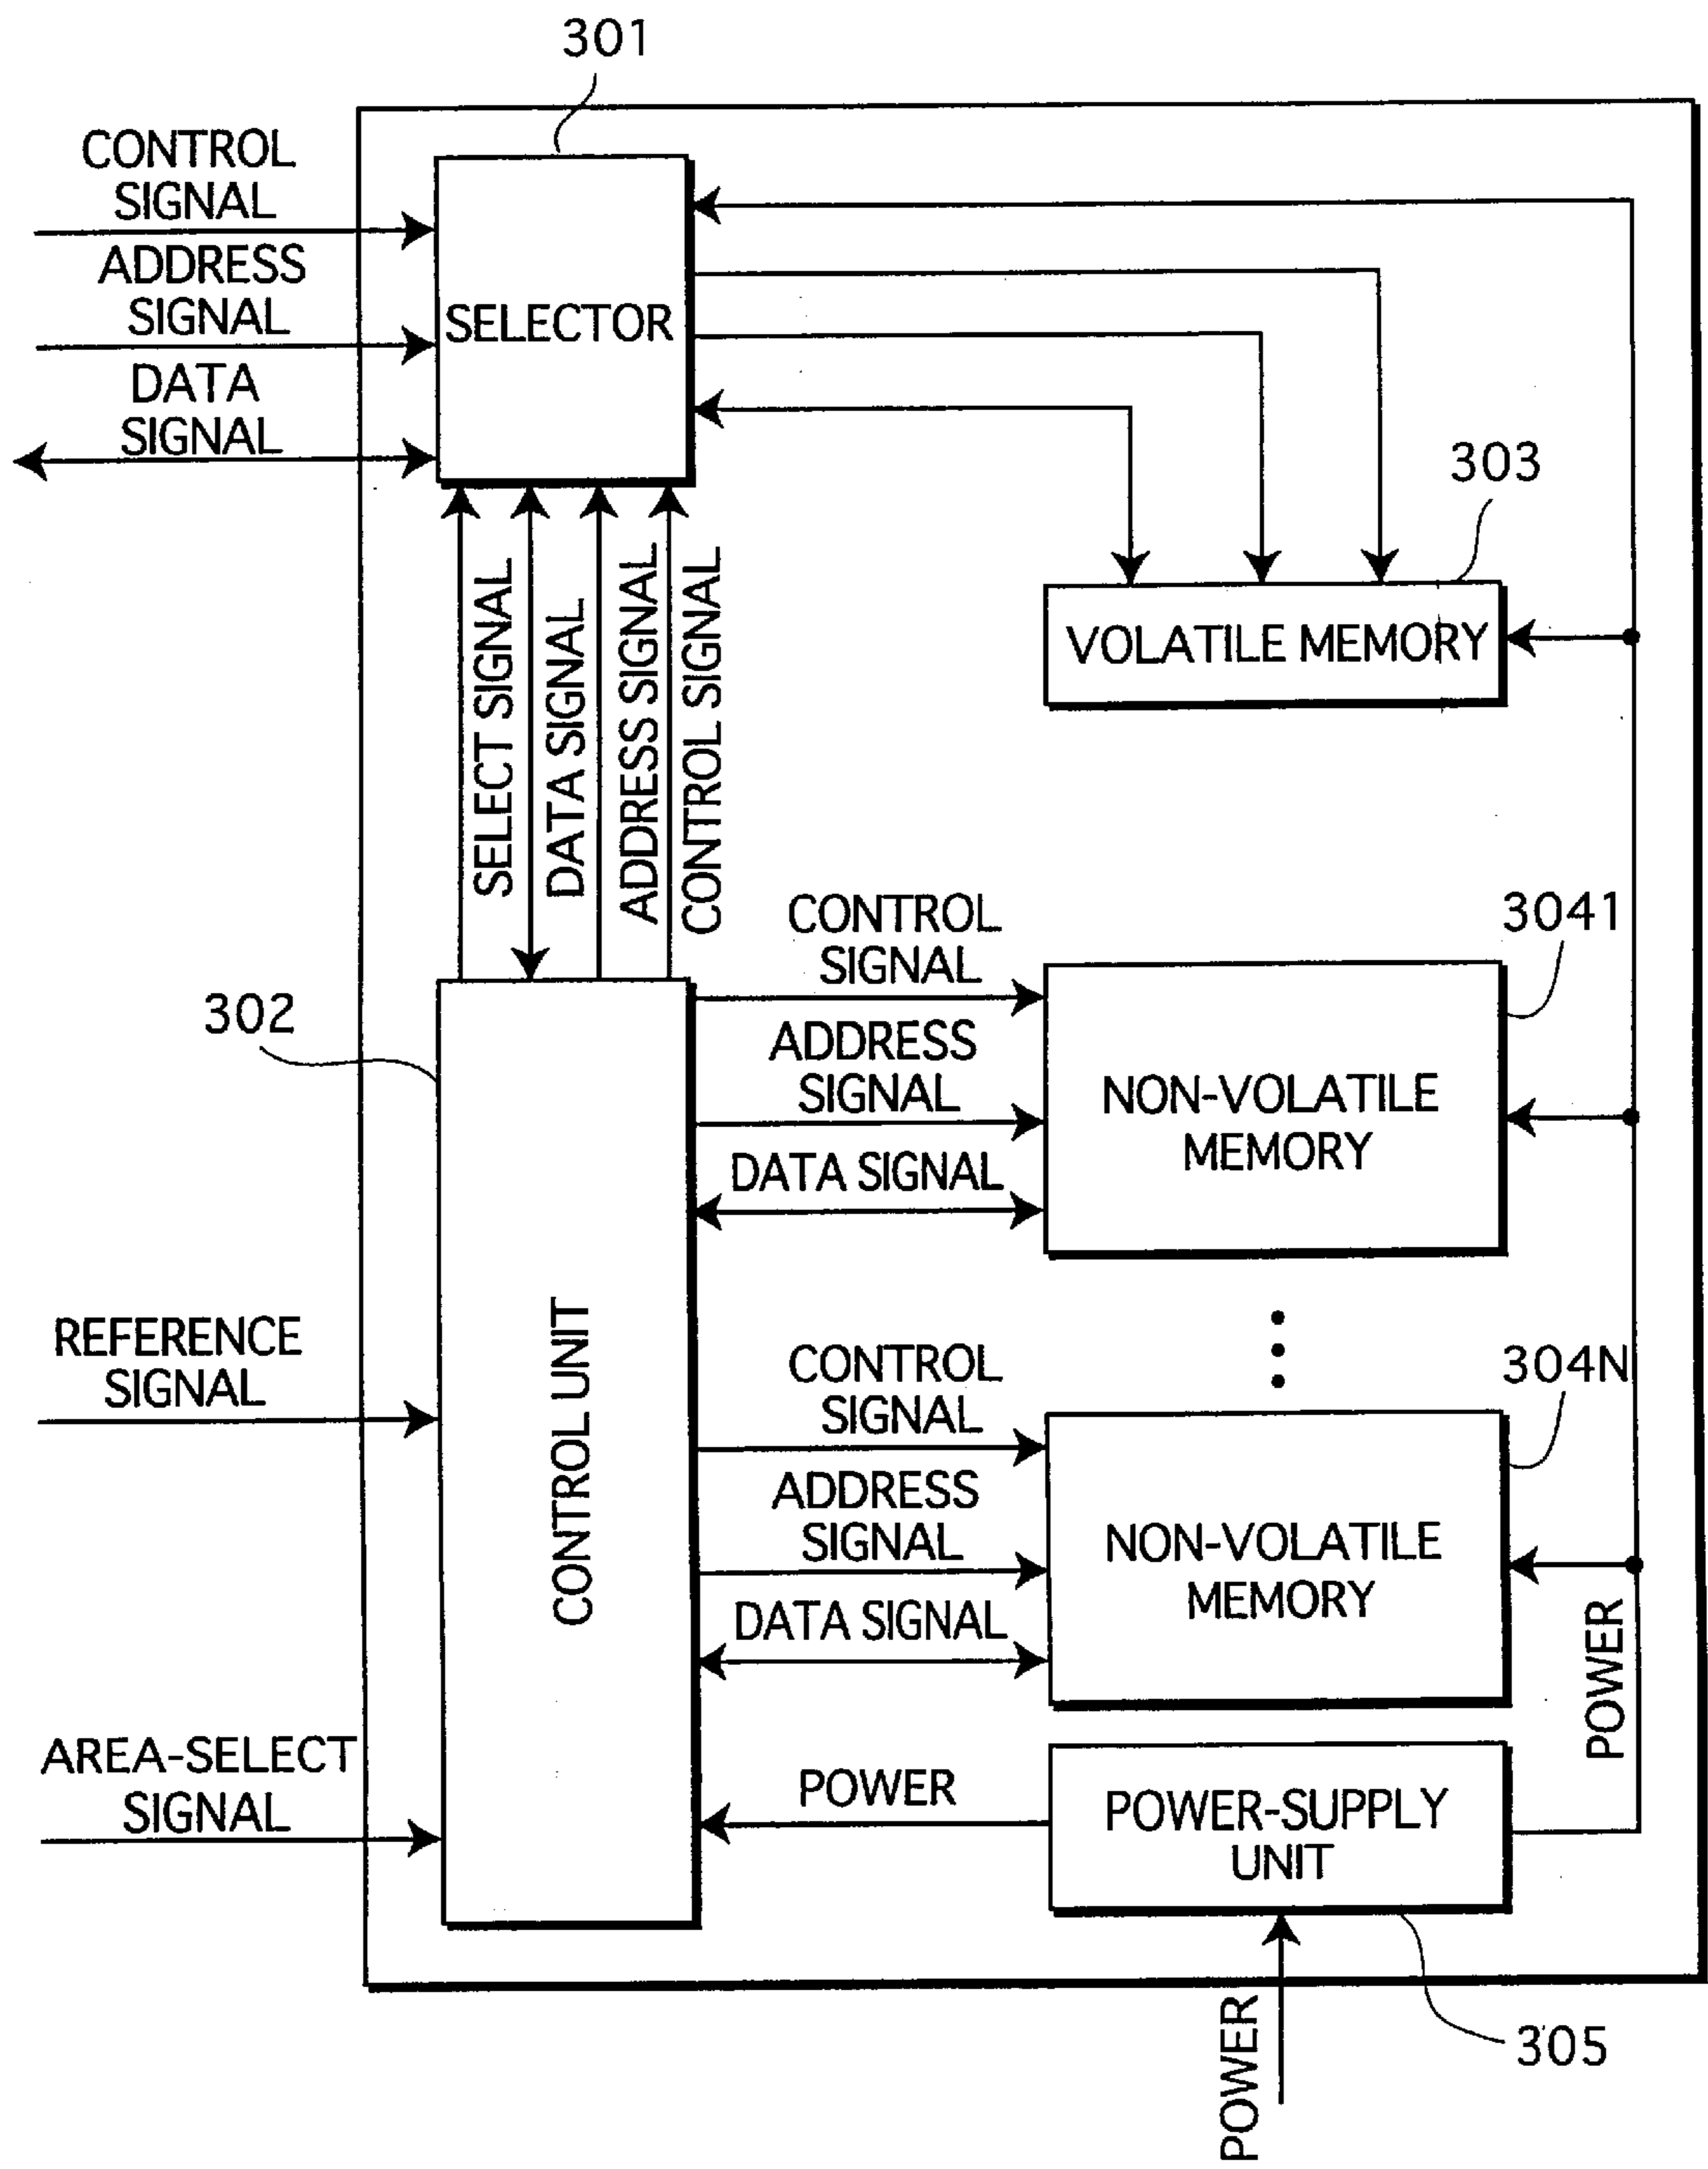 301
CONTROL
SIGNAL
ADDRESS
SIGNAL
DATA
SIGNAL
SELECTOR
303
VOLATILE MEMORY
SELECT SIGNAL
DATA SIGNAL
ADDRESS SIGNAL
CONTROL SIGNAL
302
CONTROL UNIT
CONTROL
SIGNAL
ADDRESS
SIGNAL
DATA SIGNAL
3041
NON-VOLATILE
MEMORY
REFERENCE
SIGNAL
CONTROL
SIGNAL
ADDRESS
SIGNAL
DATA SIGNAL
304N
NON-VOLATILE
MEMORY
POWER
AREA-SELECT
SIGNAL
POWER
POWER-SUPPLY
UNIT
305
POWER